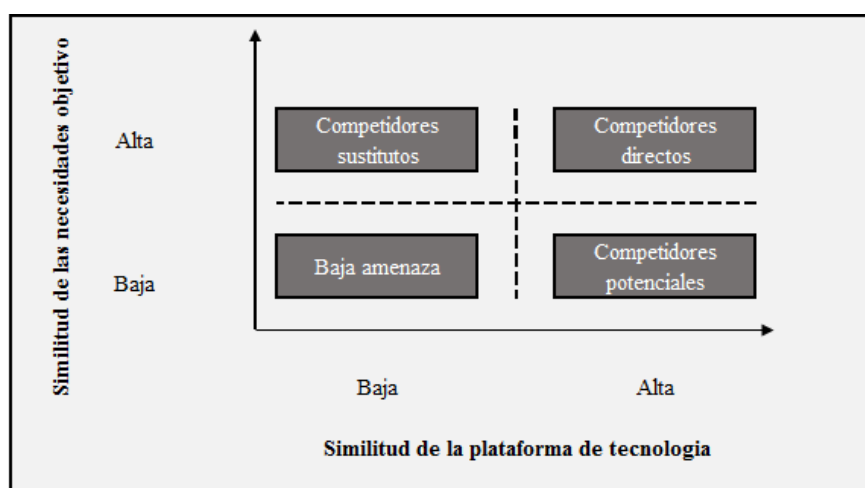 Similitud de las necesidades objetivo
Alta
Baja
Competidores
sustitutos
Competidores
directos
Baja amenaza
Competidores
potenciales
Baja
Alta
Similitud de la plataforma de tecnologia